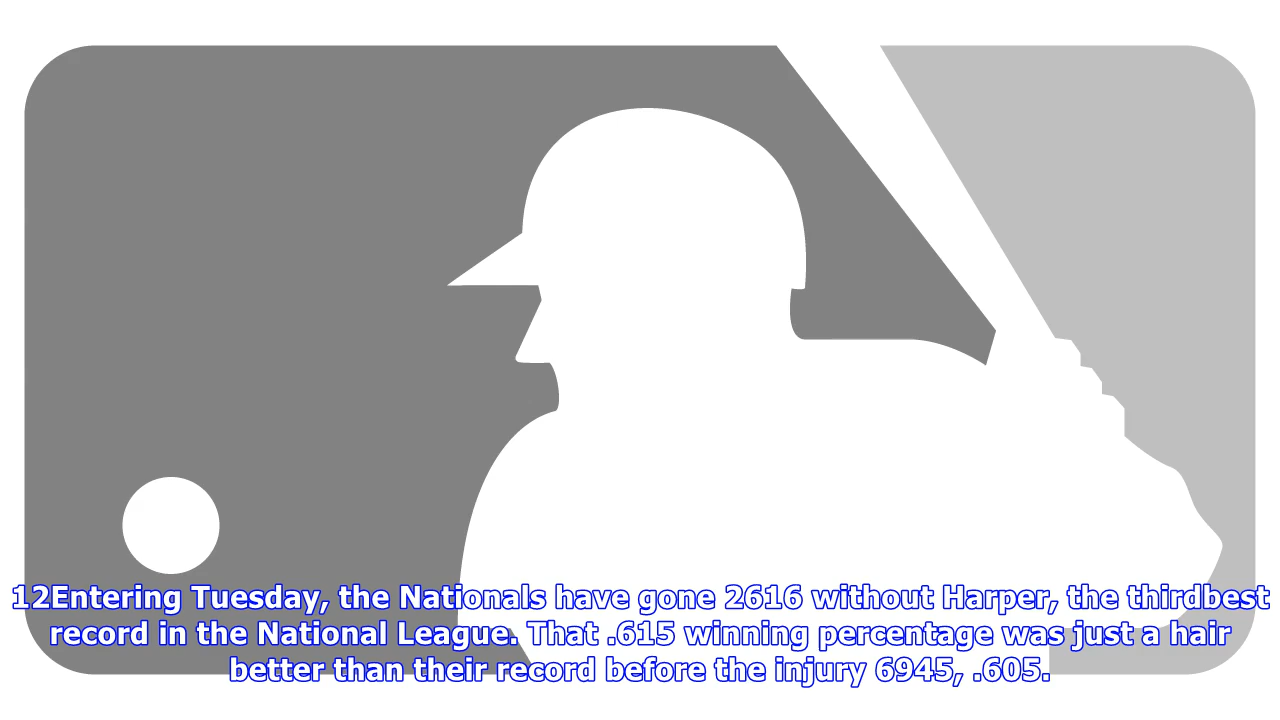 12Entering Tuesday, the Nationals have gone 2616 without Harper, the thirdbest
record in the National League. That .615 winning percentage was just a hair
better than their record before the injury 6945, .605.